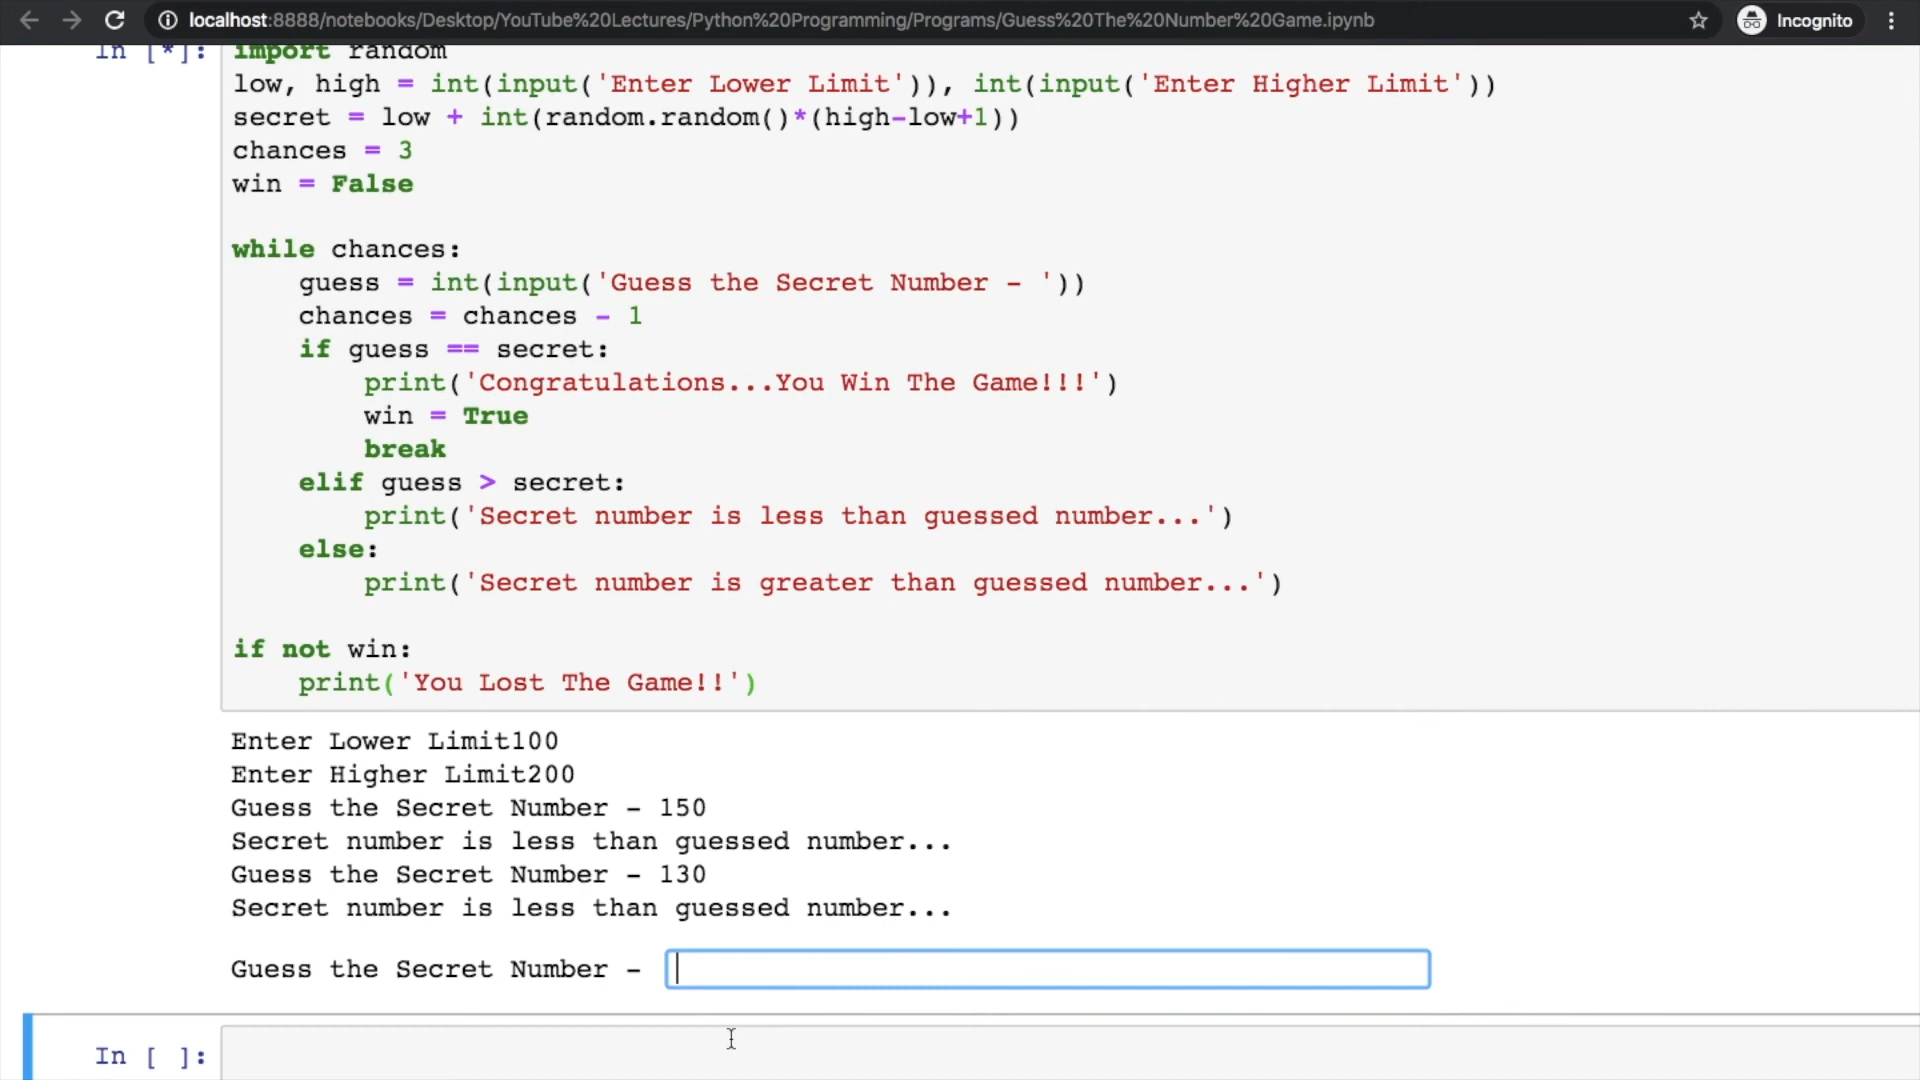 localhost:8888/notebooks/Desktop/YouTube%20Lectures/Python%20Programming/Programs/Guess%20The%20Number%20Game.ipynb Incognito
In [*]: import random
low, high = int(input('Enter Lower Limit')), int(input('Enter Higher Limit'))
secret = low + int(random.random()*(high-low+1))
chances = 3
win = False
while chances:
    guess = int(input('Guess the Secret Number - '))
    chances = chances - 1
    if guess == secret:
        print('Congratulations...You Win The Game!!!')
        win = True
        break
    elif guess > secret:
        print('Secret number is less than guessed number...')
    else:
        print('Secret number is greater than guessed number...')
if not win:
    print('You Lost The Game!!')
Enter Lower Limit100
Enter Higher Limit200
Guess the Secret Number - 150
Secret number is less than guessed number...
Guess the Secret Number - 130
Secret number is less than guessed number...
Guess the Secret Number -
In [ ]: